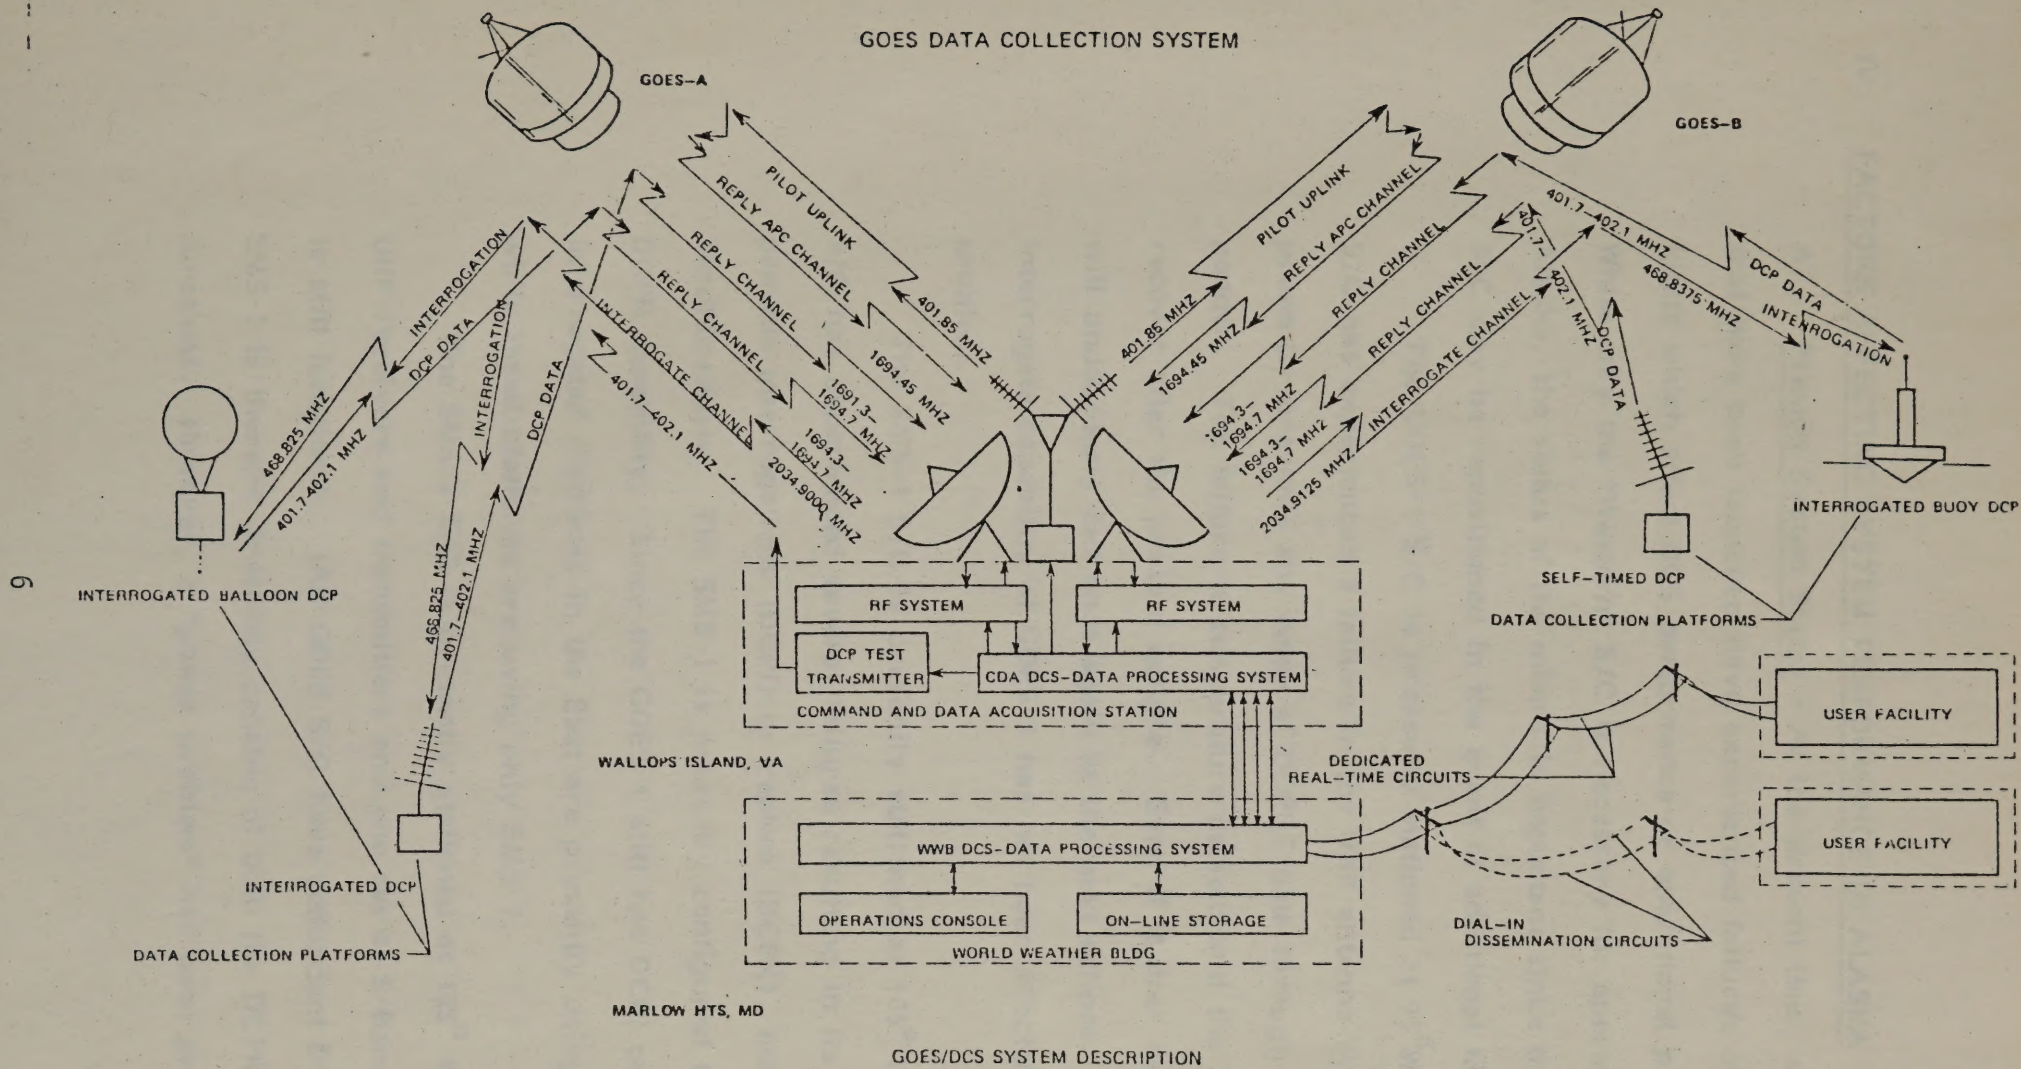 GOES DATA COLLECTION SYSTEM
GOES-A
GOES-B
PILOT UPLINK
REPLY APC CHANNEL
REPLY CHANNEL
REPLY CHANNEL
INTERROGATE CHANNEL
401.85 MHZ
1694.45 MHZ
1691.3-
1694.7 MHZ
1694.3-
1694.7 MHZ
2034.9000 MHZ
401.7-402.1 MHZ
INTERROGATION
DCP DATA
INTERROGATION
DCP DATA
468.825 MHZ
401.7-402.1 MHZ
468.825 MHZ
401.7-402.1 MHZ
PILOT UPLINK
REPLY APC CHANNEL
REPLY CHANNEL
REPLY CHANNEL
INTERROGATE CHANNEL
401.85 MHZ
1694.45 MHZ
1694.3-
1694.7 MHZ
1694.3-
1694.7 MHZ
2034.9125 MHZ
401.7-402.1 MHZ
468.8375 MHZ
DCP DATA
INTERROGATION
401.7-
402.1 MHZ
DCP DATA
INTERROGATED BALLOON DCP
INTERROGATED DCP
DATA COLLECTION PLATFORMS
INTERROGATED BUOY DCP
SELF-TIMED DCP
DATA COLLECTION PLATFORMS
RF SYSTEM
RF SYSTEM
DCP TEST
TRANSMITTER
CDA DCS-DATA PROCESSING SYSTEM
COMMAND AND DATA ACQUISITION STATION
WALLOPS ISLAND, VA
DEDICATED
REAL-TIME CIRCUITS
USER FACILITY
USER FACILITY
WWB DCS-DATA PROCESSING SYSTEM
OPERATIONS CONSOLE
ON-LINE STORAGE
WORLD WEATHER BLDG
DIAL-IN
DISSEMINATION CIRCUITS
MARLOW HTS, MD
GOES/DCS SYSTEM DESCRIPTION
9